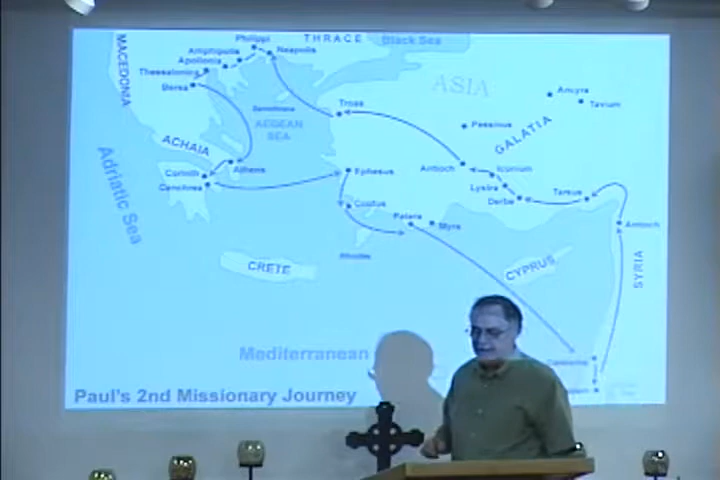 Philippi
THRACE
Black Sea
MACEDONIA
Amphipolis
Neapolis
Apollonia
Thessalonica
Berea
ASIA
Ancyra
Tavium
Troas
Samothrace
AEGEAN
SEA
Pessinus
GALATIA
ACHAIA
Adriatic Sea
Athens
Corinth
Cenchrea
Ephesus
Antioch
Iconium
Lystra
Derbe
Tarsus
Patara
Myra
Antioch
SYRIA
Rhodes
CRETE
CYPRUS
Mediterranean
Caesarea
Paul's 2nd Missionary Journey